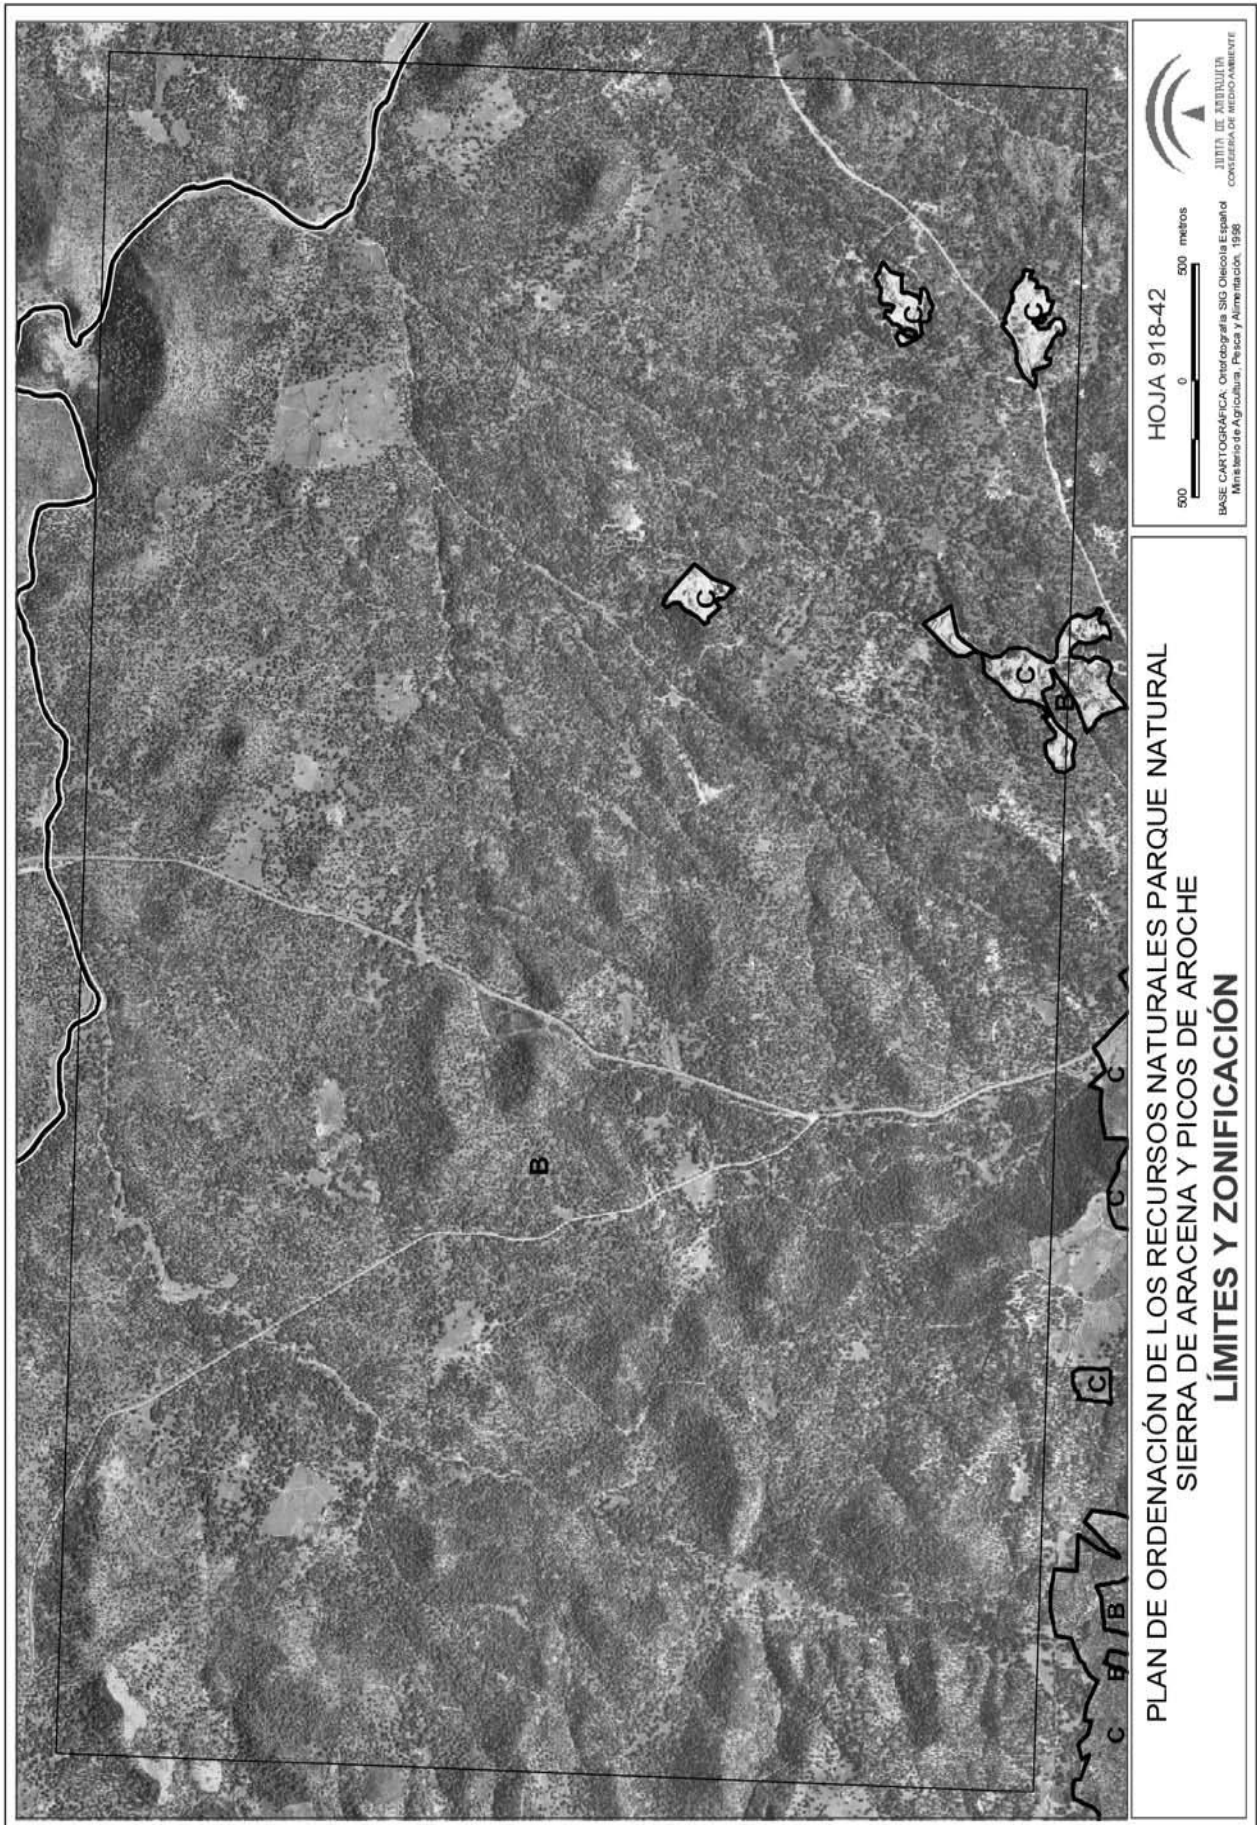 B
C
C
C
C
B
C
C
C
B
B
C
PLAN DE ORDENACIÓN DE LOS RECURSOS NATURALES PARQUE NATURAL
SIERRA DE ARACENA Y PICOS DE AROCHE
LÍMITES Y ZONIFICACIÓN
HOJA 918-42
500 0 500 metros
BASE CARTOGRÁFICA: Ortofotografía SIG Oleícola Español
Ministerio de Agricultura, Pesca y Alimentación, 1998
JUNTA DE ANDALUCÍA
CONSEJERÍA DE MEDIO AMBIENTE